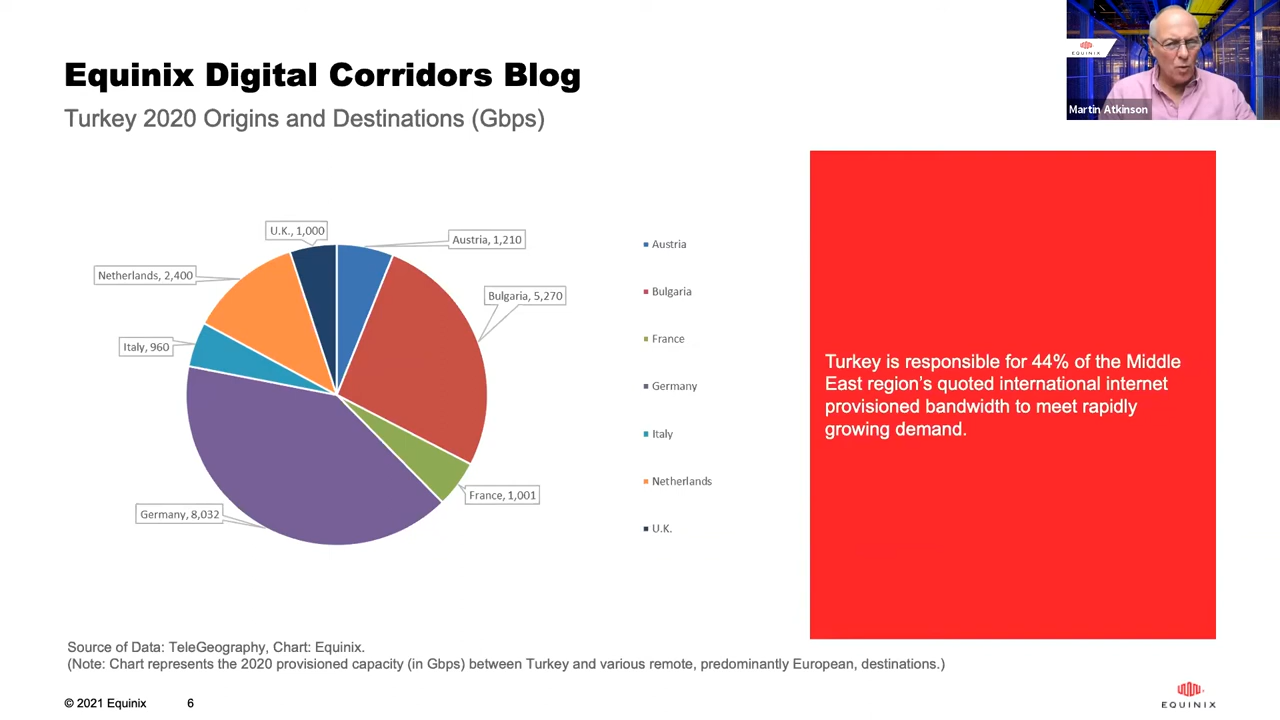 Equinix Digital Corridors Blog
Turkey 2020 Origins and Destinations (Gbps)
EQUINIX
Martin Atkinson
U.K., 1,000
Austria, 1,210
Netherlands, 2,400
Bulgaria, 5,270
Italy, 960
France, 1,001
Germany, 8,032
Austria
Bulgaria
France
Germany
Italy
Netherlands
U.K.
Turkey is responsible for 44% of the Middle
East region’s quoted international internet
provisioned bandwidth to meet rapidly
growing demand.
Source of Data: TeleGeography, Chart: Equinix.
(Note: Chart represents the 2020 provisioned capacity (in Gbps) between Turkey and various remote, predominantly European, destinations.)
© 2021 Equinix
6
EQUINIX